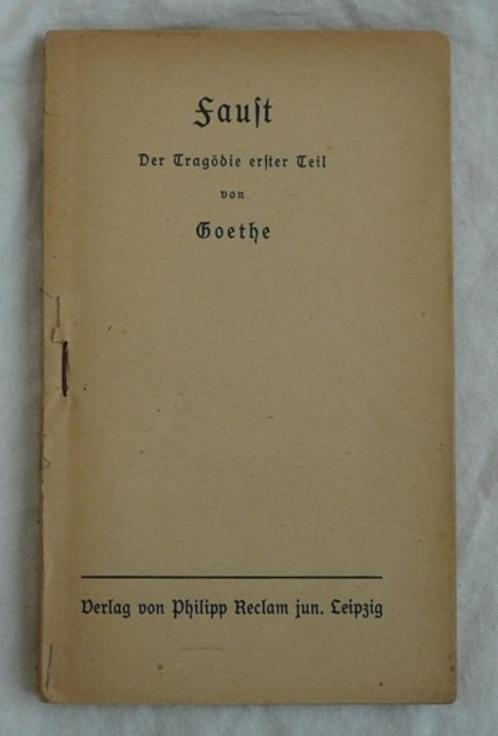 Fauſt
Der Tragödie erſter Teil
von
Goethe
Verlag von Philipp Reclam jun. Leipzig